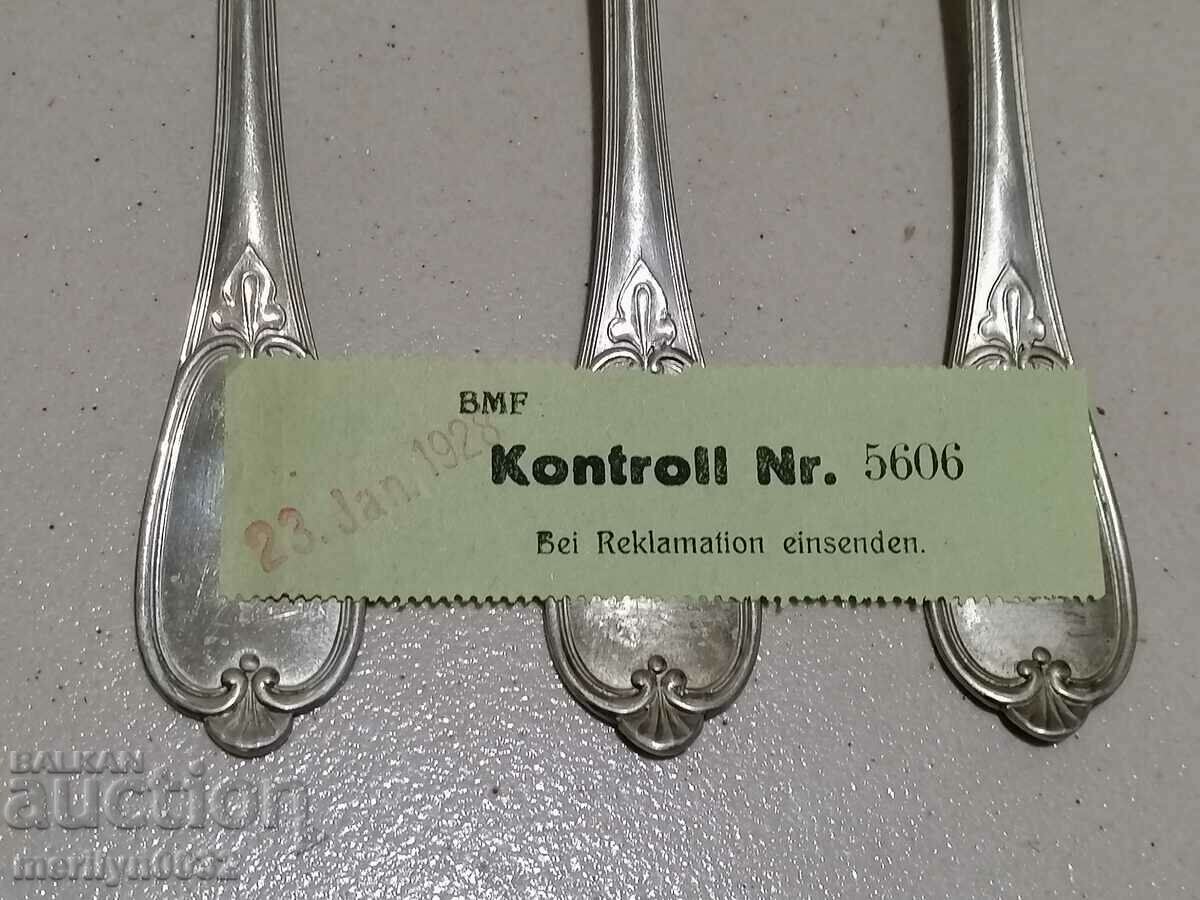 BMF
23. Jan. 1928
Kontroll Nr. 5606
Bei Reklamation einsenden.
BALKAN
auction
merilyn0032